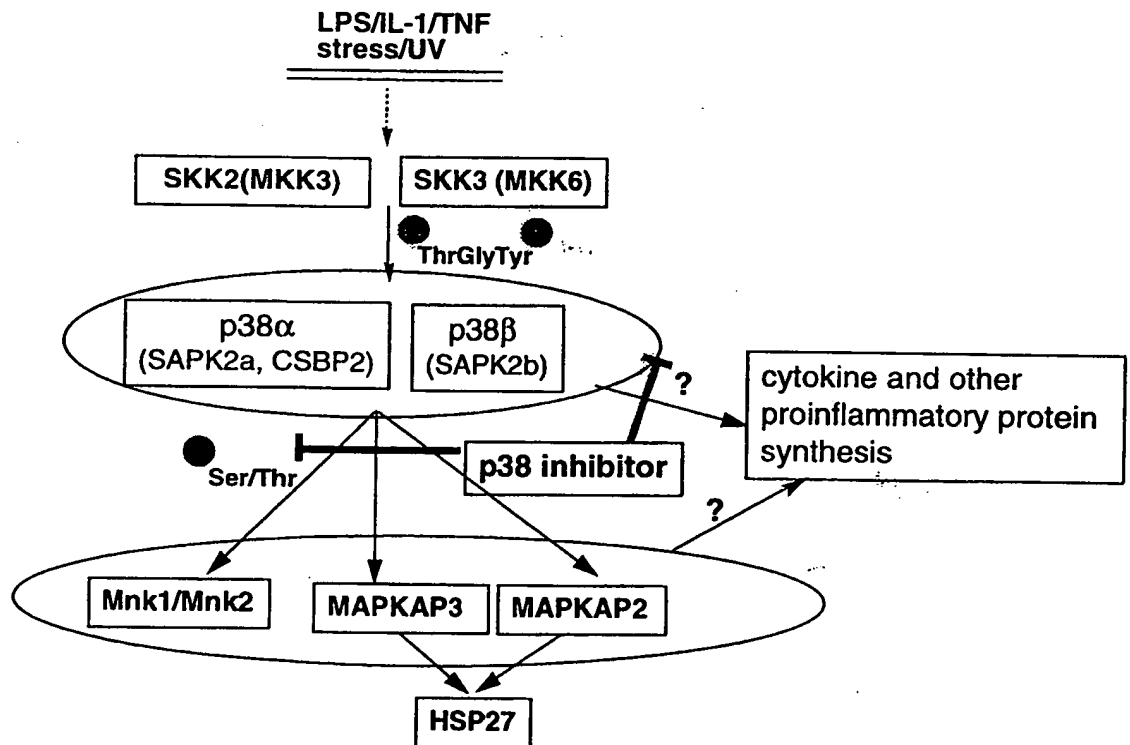 LPS/IL-1/TNF
stress/UV
SKK2(MKK3)
SKK3 (MKK6)
ThrGlyTyr
p38α
(SAPK2a, CSBP2)
p38β
(SAPK2b)
?
cytokine and other
proinflammatory protein
synthesis
Ser/Thr
p38 inhibitor
?
Mnk1/Mnk2
MAPKAP3
MAPKAP2
HSP27